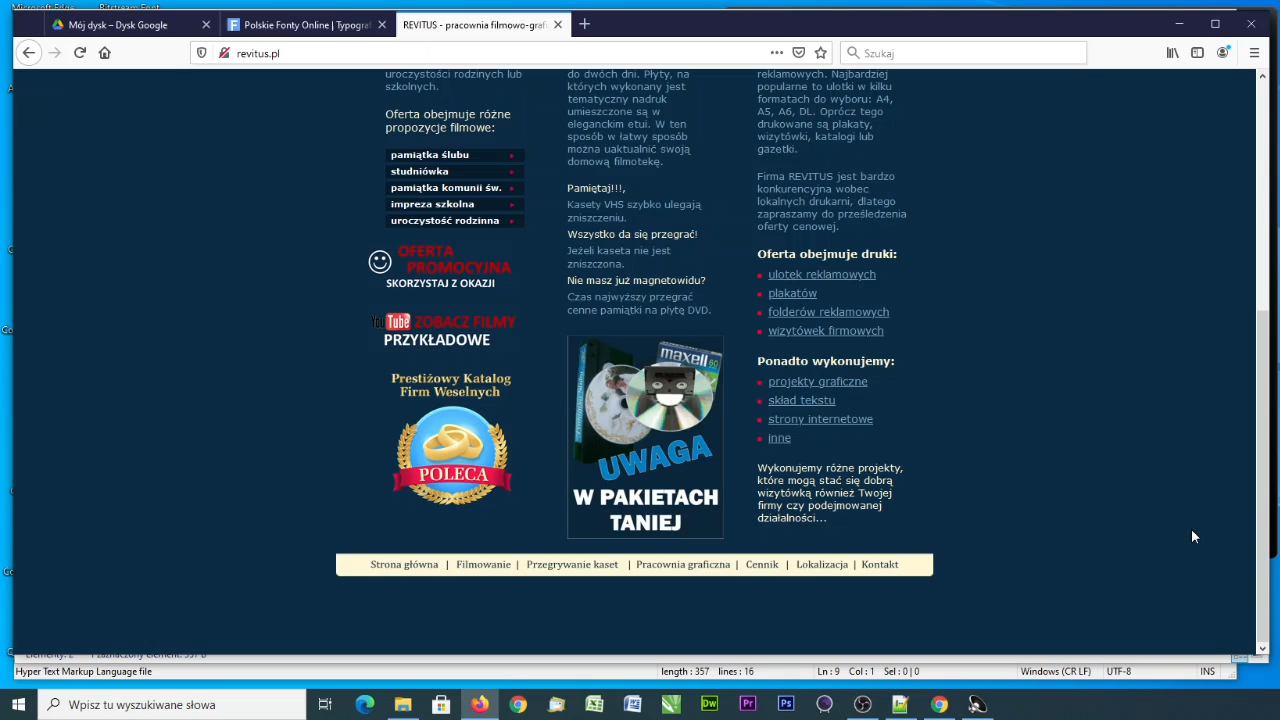 Microsoft Edge
Bitstream Font
Mój dysk – Dysk Google
Polskie Fonty Online | Typograf
REVITUS - pracownia filmowo-grafi
revitus.pl
Szukaj
uroczystości rodzinych lub
szkolnych.
Oferta obejmuje różne
propozycje filmowe:
pamiątka ślubu
studniówka
pamiątka komunii św.
impreza szkolna
uroczystość rodzinna
OFERTA
PROMOCYJNA
SKORZYSTAJ Z OKAZJI
YouTube ZOBACZ FILMY
PRZYKŁADOWE
Prestiżowy Katalog
Firm Weselnych
POLECA
do dwóch dni. Płyty, na
których wykonany jest
tematyczny nadruk
umieszczone są w
eleganckim etui. W ten
sposób w łatwy sposób
można uaktualnić swoją
domową filmotekę.
Pamiętaj!!!,
Kasety VHS szybko ulegają
zniszczeniu.
Wszystko da się przegrać!
Jeżeli kaseta nie jest
zniszczona.
Nie masz już magnetowidu?
Czas najwyższy przegrać
cenne pamiątki na płytę DVD.
maxell 60
UWAGA
W PAKIETACH
TANIEJ
reklamowych. Najbardziej
popularne to ulotki w kilku
formatach do wyboru: A4,
A5, A6, DL. Oprócz tego
drukowane są plakaty,
wizytówki, katalogi lub
gazetki.
Firma REVITUS jest bardzo
konkurencyjna wobec
lokalnych drukarni, dlatego
zapraszamy do prześledzenia
oferty cenowej.
Oferta obejmuje druki:
ulotek reklamowych
plakatów
folderów reklamowych
wizytówek firmowych
Ponadto wykonujemy:
projekty graficzne
skład tekstu
strony internetowe
inne
Wykonujemy różne projekty,
które mogą stać się dobrą
wizytówką również Twojej
firmy czy podejmowanej
działalności...
Strona główna | Filmowanie | Przegrywanie kaset | Pracownia graficzna | Cennik | Lokalizacja | Kontakt
Hyper Text Markup Language file
length : 357 lines : 16
Ln : 9 Col : 1 Sel : 0 | 0
Windows (CR LF)
UTF-8
INS
Wpisz tu wyszukiwane słowa